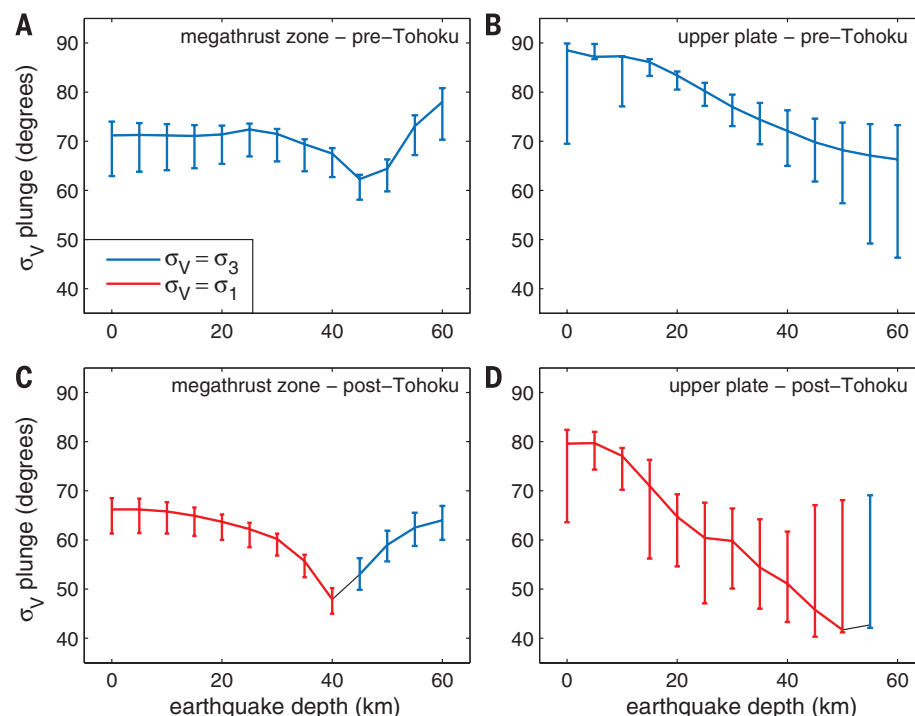 A
megathrust zone – pre–Tohoku
90
80
70
60
50
40
σV plunge (degrees)
σV = σ3
σV = σ1
0 20 40 60
B
upper plate – pre–Tohoku
90
80
70
60
50
40
0 20 40 60
C
megathrust zone – post–Tohoku
90
80
70
60
50
40
σV plunge (degrees)
0 20 40 60
earthquake depth (km)
D
upper plate – post–Tohoku
90
80
70
60
50
40
0 20 40 60
earthquake depth (km)